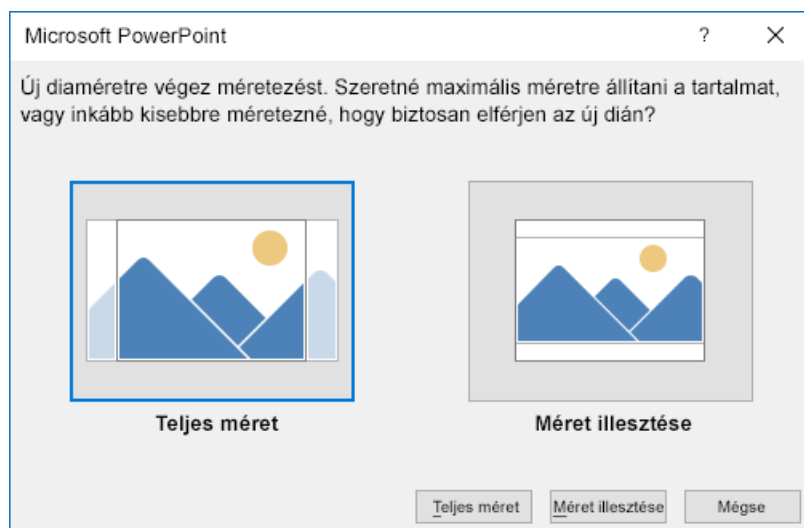 Microsoft PowerPoint
?
Új diaméretre végez méretezést. Szeretné maximális méretre állítani a tartalmat,
vagy inkább kisebbre méretezné, hogy biztosan elférjen az új dián?
Teljes méret
Méret illesztése
Teljes méret
Méret illesztése
Mégse